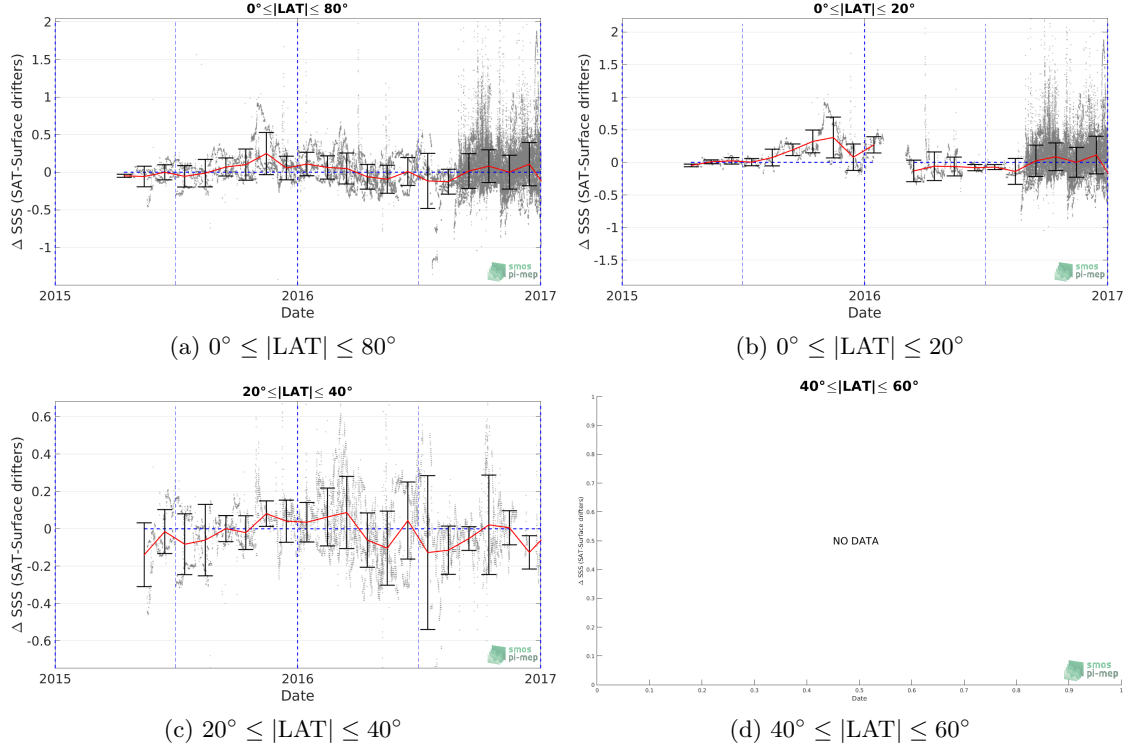 0°≤|LAT|≤ 80°
Δ SSS (SAT-Surface drifters)
2
1.5
1
0.5
0
-0.5
-1
2015
2016
2017
Date
smos
pi-mep
(a) 0° ≤ |LAT| ≤ 80°
0°≤|LAT|≤ 20°
Δ SSS (SAT-Surface drifters)
2
1.5
1
0.5
0
-0.5
-1
-1.5
2015
2016
2017
Date
smos
pi-mep
(b) 0° ≤ |LAT| ≤ 20°
20°≤|LAT|≤ 40°
Δ SSS (SAT-Surface drifters)
0.6
0.4
0.2
0
-0.2
-0.4
-0.6
2015
2016
2017
Date
smos
pi-mep
(c) 20° ≤ |LAT| ≤ 40°
40°≤|LAT|≤ 60°
Δ SSS (SAT-Surface drifters)
1
0.9
0.8
0.7
0.6
0.5
0.4
0.3
0.2
0.1
0
NO DATA
0 0.1 0.2 0.3 0.4 0.5 0.6 0.7 0.8 0.9 1
Date
smos
pi-mep
(d) 40° ≤ |LAT| ≤ 60°